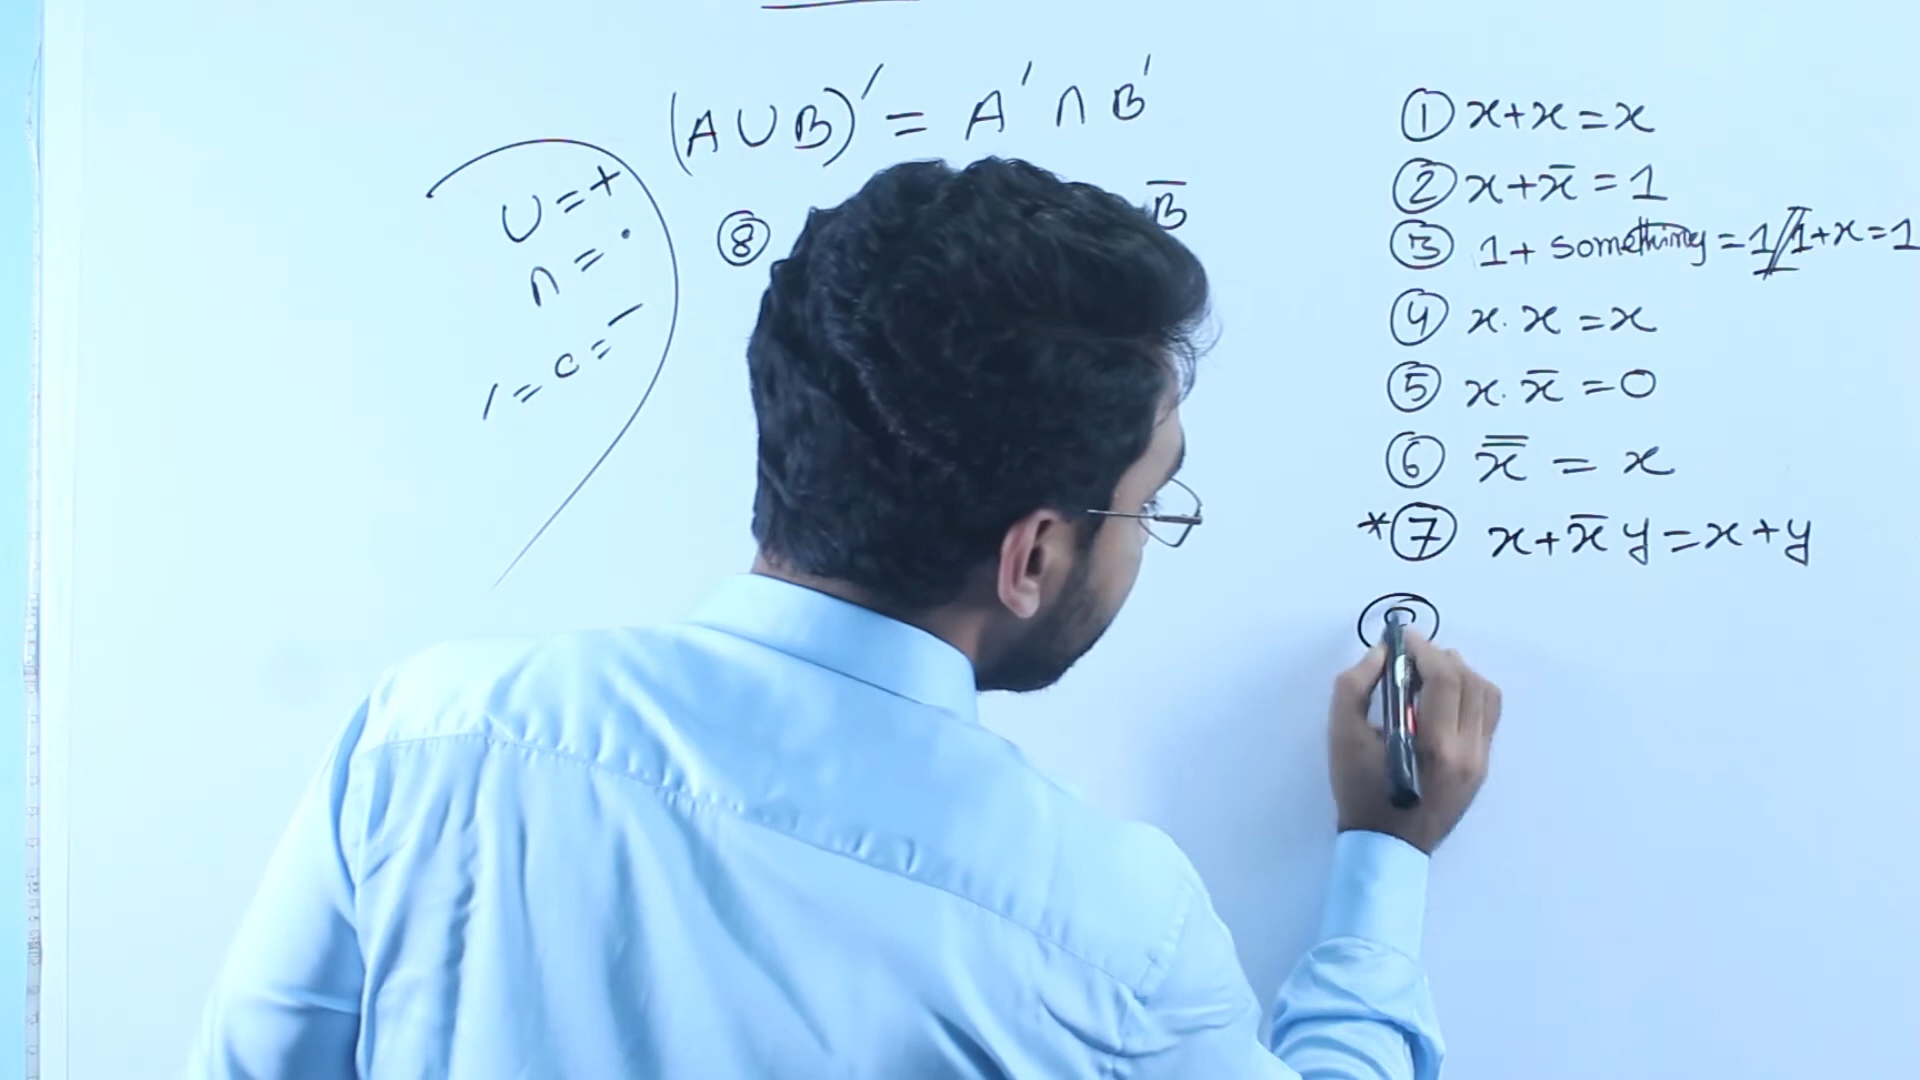 (A∪B)′ = A′ ∩ B′
∪ = +
∩ = ·
′ = c = ‾
⑧ B̅
① x+x=x
② x+x̅=1
③ 1+ something =1//1+x=1
④ x.x=x
⑤ x.x̅=0
⑥ x̿ = x
*⑦ x+x̅y=x+y